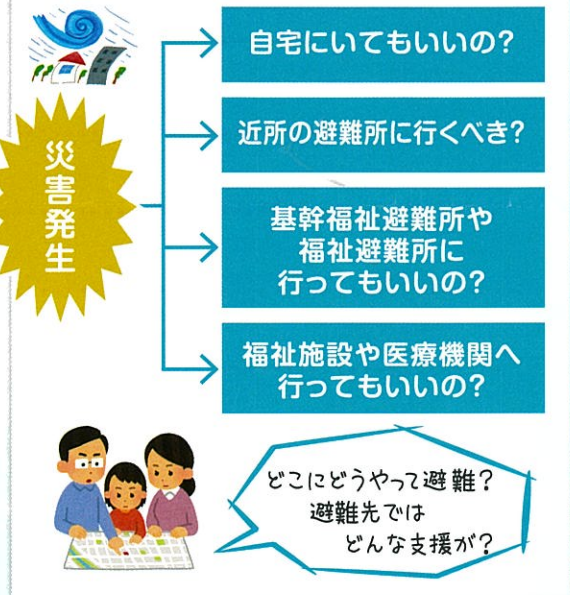 災害発生
自宅にいてもいいの?
近所の避難所に行くべき?
基幹福祉避難所や
福祉避難所に
行ってもいいの?
福祉施設や医療機関へ
行ってもいいの?
どこにどうやって避難?
避難先では
どんな支援が?